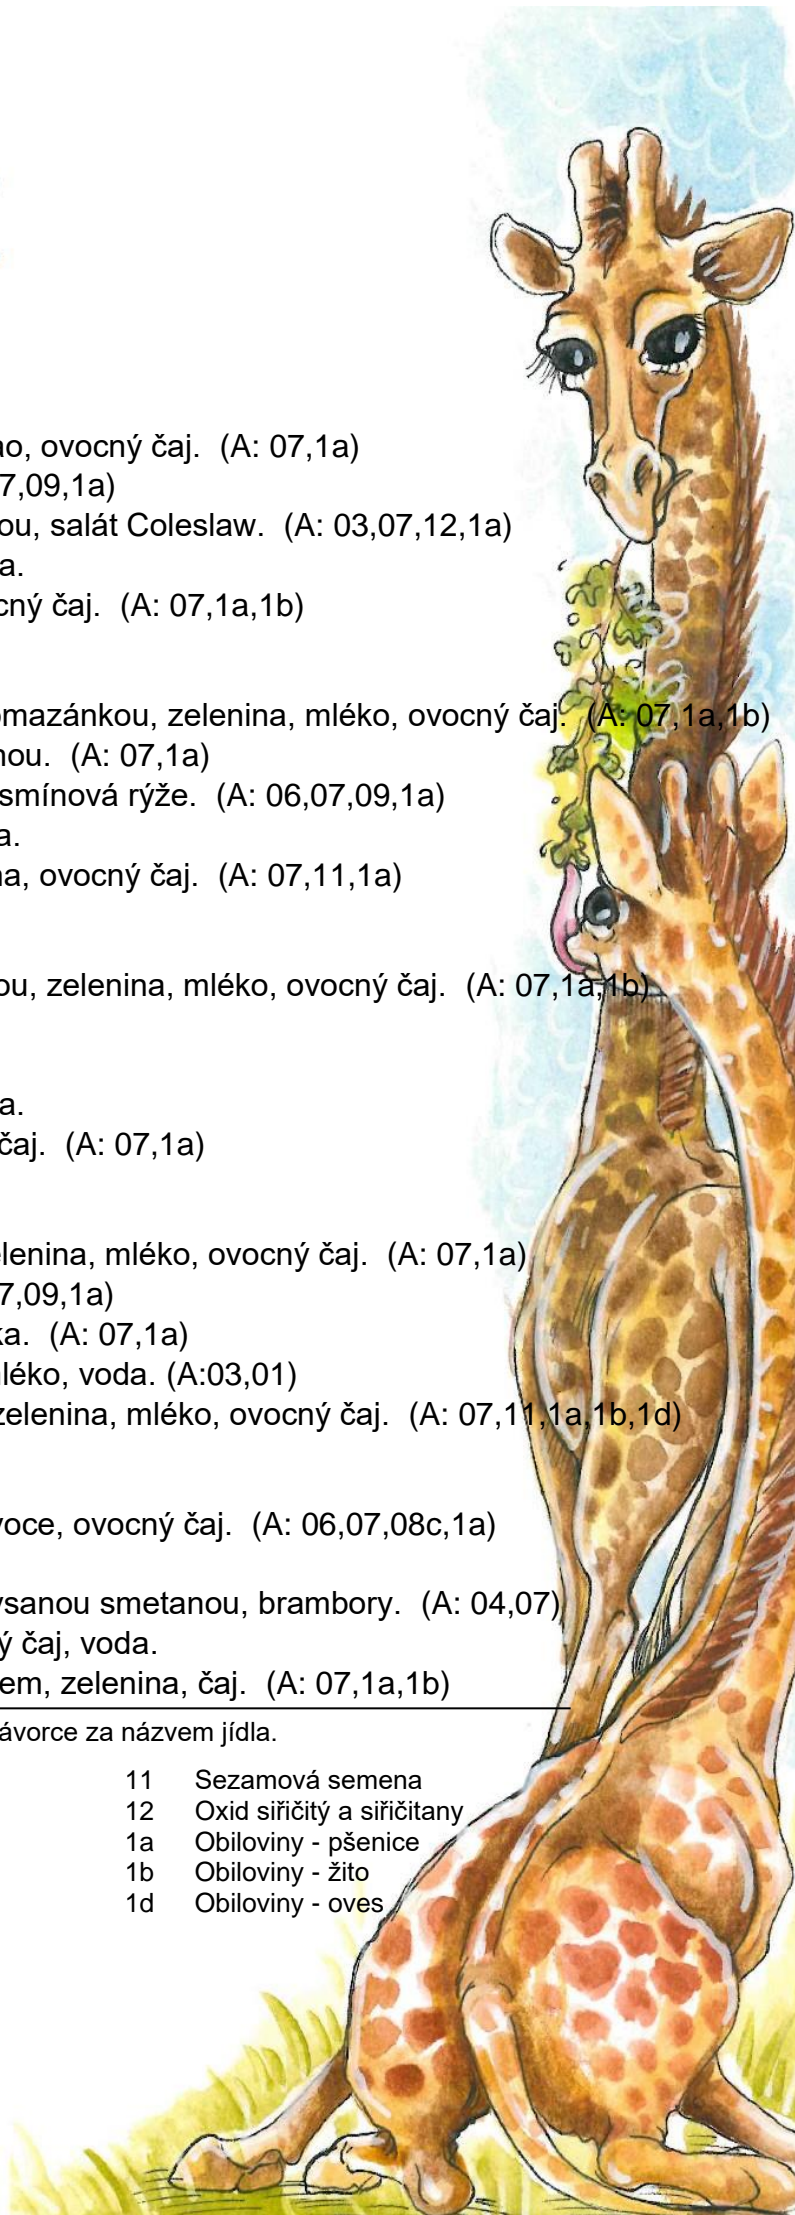 ao, ovocný čaj. (A: 07,1a)
7,09,1a)
ou, salát Coleslaw. (A: 03,07,12,1a)
a.
cný čaj. (A: 07,1a,1b)
omazánkou, zelenina, mléko, ovocný čaj. (A: 07,1a,1b)
nou. (A: 07,1a)
smínová rýže. (A: 06,07,09,1a)
a.
na, ovocný čaj. (A: 07,11,1a)
ou, zelenina, mléko, ovocný čaj. (A: 07,1a,1b)
a.
čaj. (A: 07,1a)
elenina, mléko, ovocný čaj. (A: 07,1a)
7,09,1a)
ka. (A: 07,1a)
léko, voda. (A:03,01)
zelenina, mléko, ovocný čaj. (A: 07,11,1a,1b,1d)
voce, ovocný čaj. (A: 06,07,08c,1a)
ysanou smetanou, brambory. (A: 04,07)
ý čaj, voda.
em, zelenina, čaj. (A: 07,1a,1b)
ávorce za názvem jídla.
11 Sezamová semena
12 Oxid siřičitý a siřičitany
1a Obiloviny - pšenice
1b Obiloviny - žito
1d Obiloviny - oves